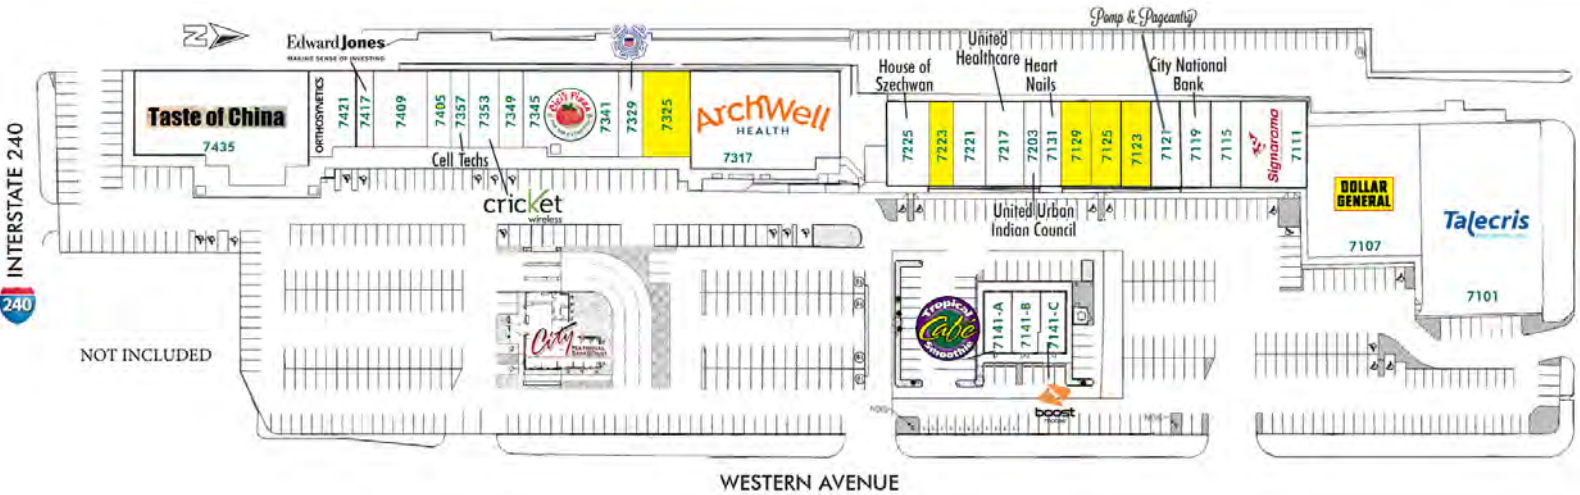 Pomp & Pageantry
N
Edward Jones
MAKING SENSE OF INVESTING
United
Healthcare
House of
Szechwan
Heart
Nails
City National
Bank
Taste of China
7435
ORTHOSYNETICS
7421
7417
7409
7405
7357
7353
7349
7345
Cici's Pizza
7341
7329
7325
ArchWell
HEALTH
7317
7225
7223
7221
7217
7203
7131
7129
7125
7123
7121
7119
7115
Signarama
7111
DOLLAR
GENERAL
7107
Talecris
7101
Cell Techs
cricket
wireless
United Urban
Indian Council
INTERSTATE 240
240
NOT INCLUDED
City
Tropical
Café
Smoothie
7141-A
7141-B
7141-C
boost
WESTERN AVENUE